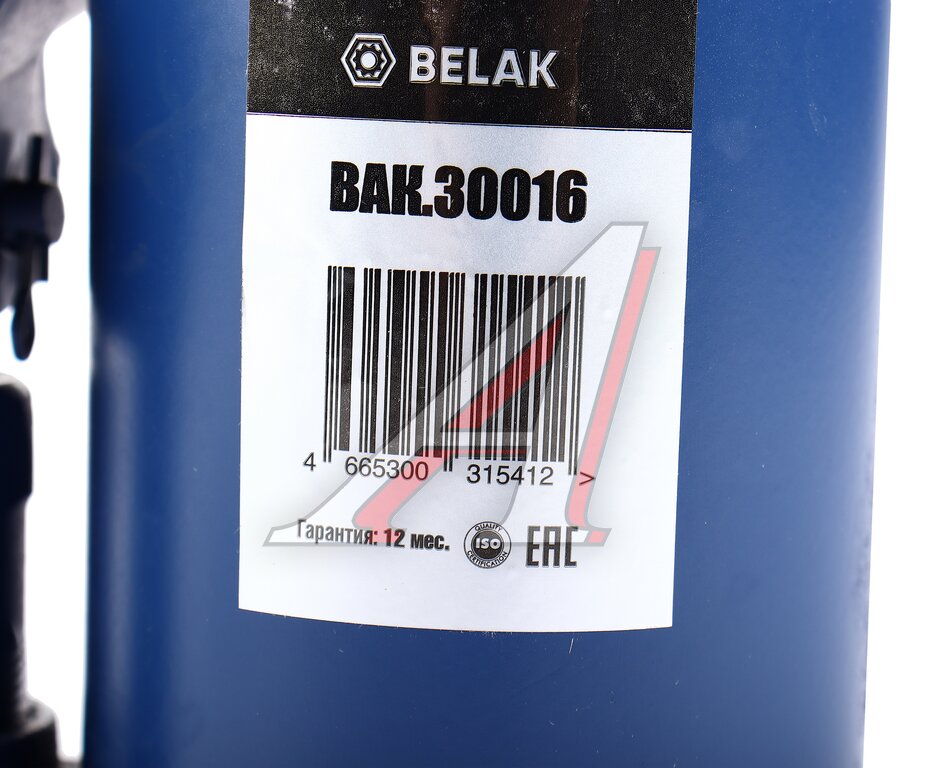 BELAK
BAK.30016
4 665300 315412 >
Гарантия: 12 мес.
QUALITY
ISO
CERTIFICATION
EAC